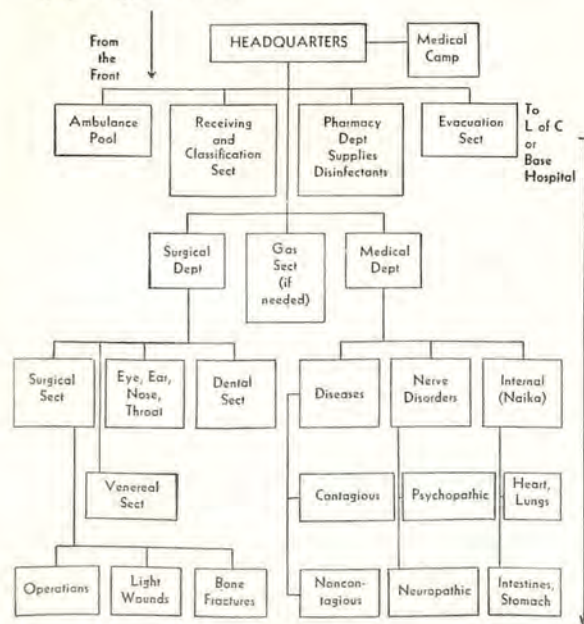 From
the
Front
HEADQUARTERS
Medical
Camp
Ambulance
Pool
Receiving
and
Classification
Sect
Pharmacy
Dept
Supplies
Disinfectants
Evacuation
Sect
To
L of C
or
Base
Hospital
Surgical
Dept
Gas
Sect
(if
needed)
Medical
Dept
Surgical
Sect
Eye, Ear,
Nose,
Throat
Dental
Sect
Diseases
Nerve
Disorders
Internal
(Naika)
Venereal
Sect
Contagious
Psychopathic
Heart,
Lungs
Operations
Light
Wounds
Bone
Fractures
Noncon-
tagious
Neuropathic
Intestines,
Stomach